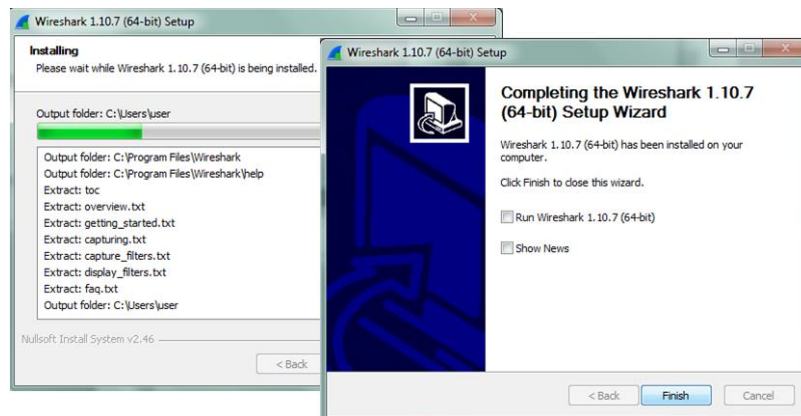 Wireshark 1.10.7 (64-bit) Setup
Installing
Please wait while Wireshark 1.10.7 (64-bit) is being installed.
Output folder: C:\Users\user
Output folder: C:\Program Files\Wireshark
Output folder: C:\Program Files\Wireshark\help
Extract: toc
Extract: overview.txt
Extract: getting_started.txt
Extract: capturing.txt
Extract: capture_filters.txt
Extract: display_filters.txt
Extract: faq.txt
Output folder: C:\Users\user
Nullsoft Install System v2.46
< Back
Wireshark 1.10.7 (64-bit) Setup
Completing the Wireshark 1.10.7
(64-bit) Setup Wizard
Wireshark 1.10.7 (64-bit) has been installed on your
computer.
Click Finish to close this wizard.
Run Wireshark 1.10.7 (64-bit)
Show News
< Back
Finish
Cancel